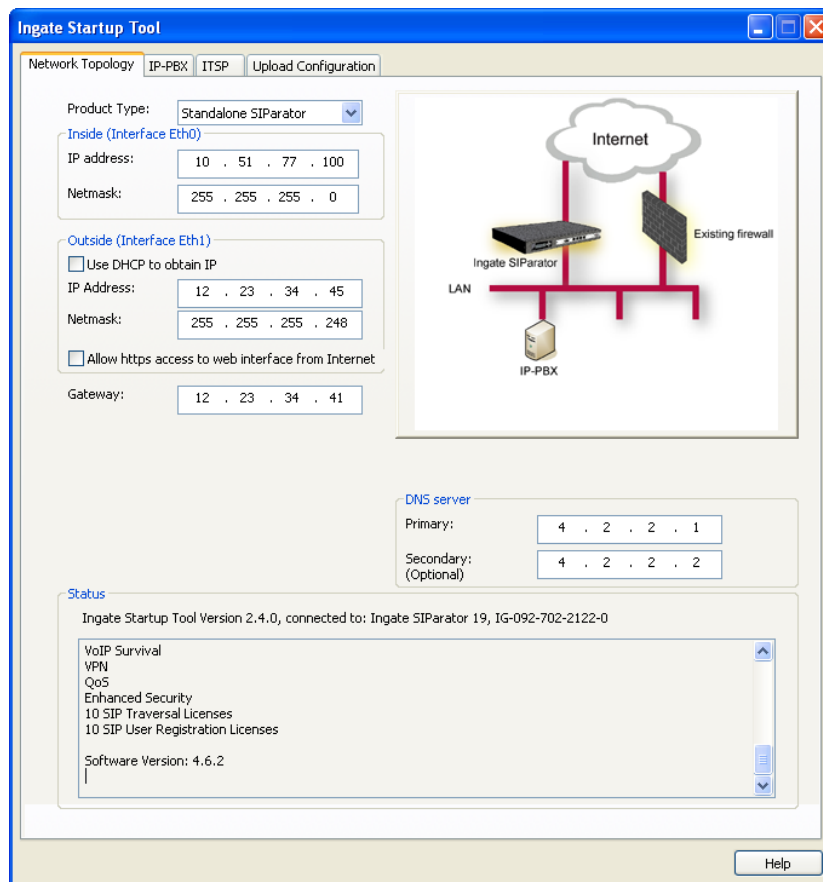 Ingate Startup Tool
Network Topology IP-PBX ITSP Upload Configuration
Product Type: Standalone SIParator
Inside (Interface Eth0)
IP address: 10 . 51 . 77 . 100
Netmask: 255 . 255 . 255 . 0
Outside (Interface Eth1)
Use DHCP to obtain IP
IP Address: 12 . 23 . 34 . 45
Netmask: 255 . 255 . 255 . 248
Allow https access to web interface from Internet
Gateway: 12 . 23 . 34 . 41
Internet
Existing firewall
Ingate SIParator
LAN
IP-PBX
DNS server
Primary: 4 . 2 . 2 . 1
Secondary: 4 . 2 . 2 . 2
(Optional)
Status
Ingate Startup Tool Version 2.4.0, connected to: Ingate SIParator 19, IG-092-702-2122-0
VoIP Survival
VPN
QoS
Enhanced Security
10 SIP Traversal Licenses
10 SIP User Registration Licenses
Software Version: 4.6.2
Help